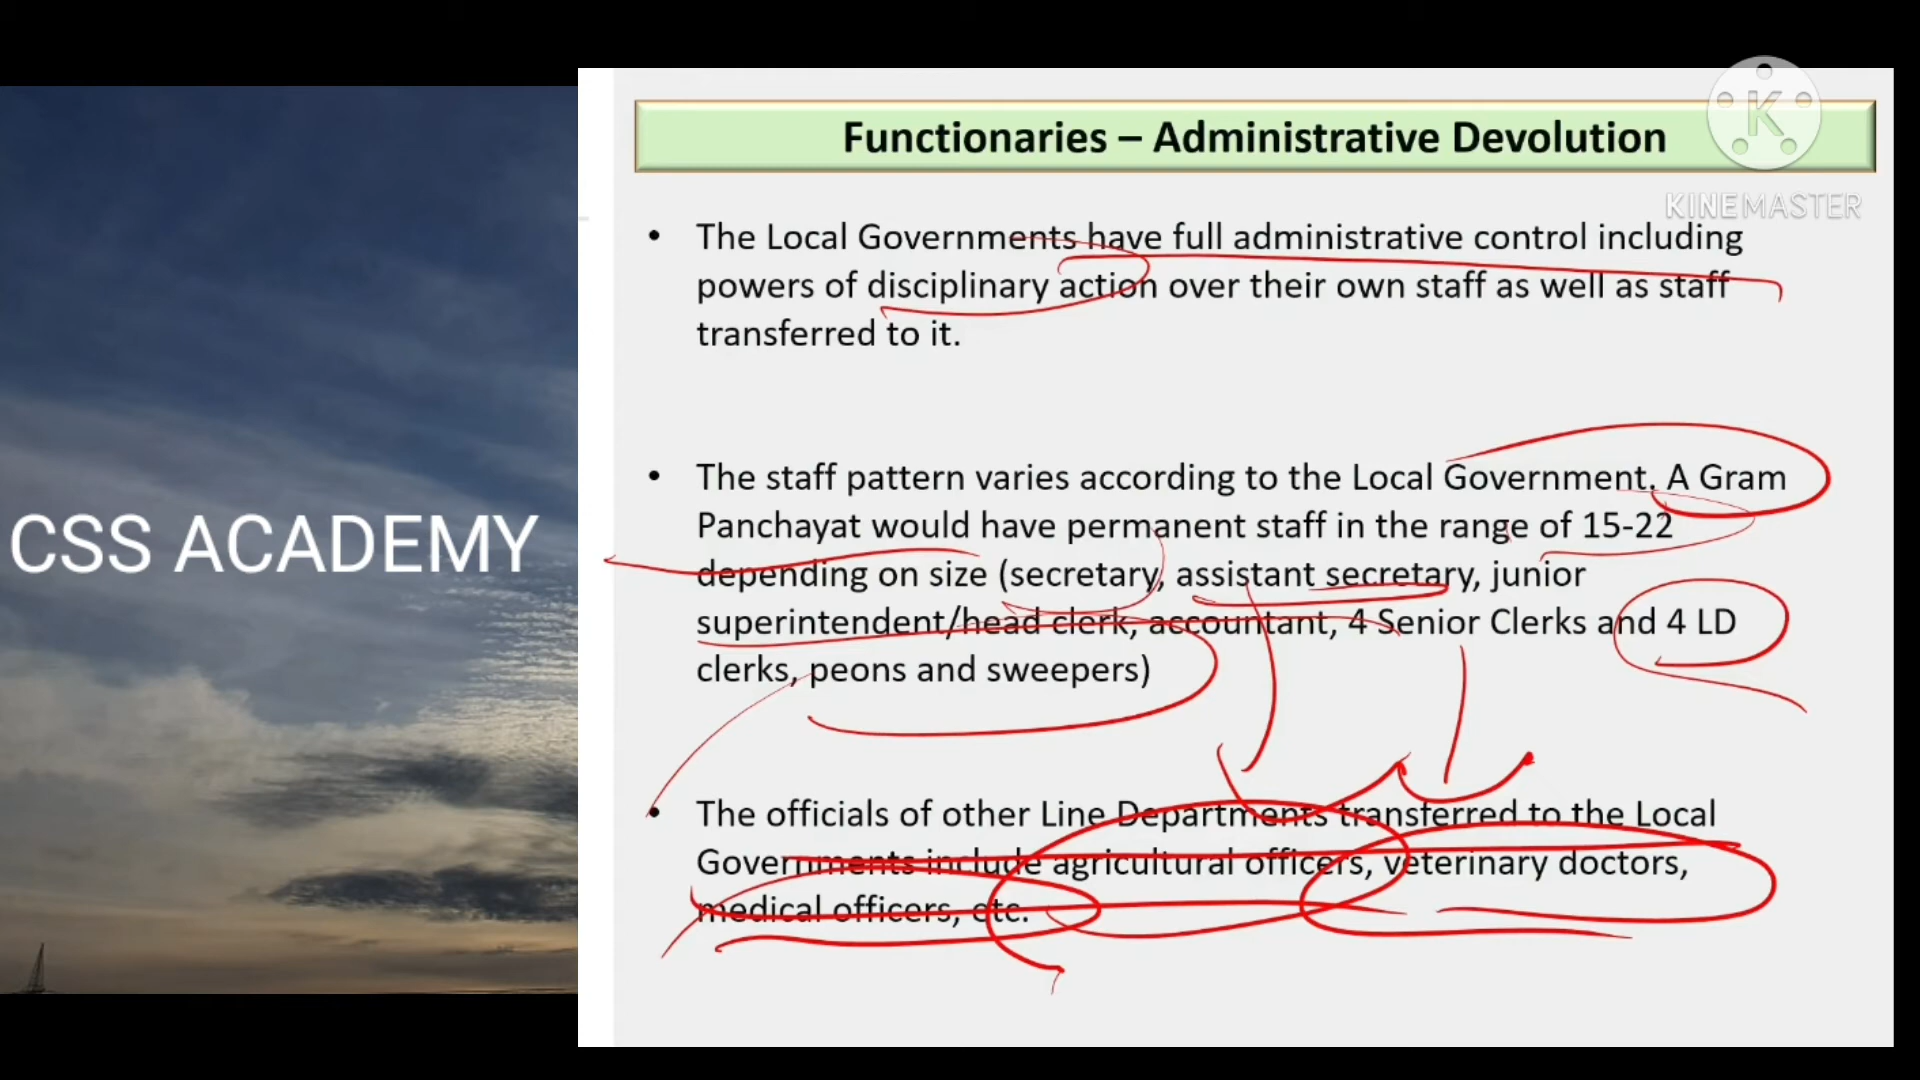 CSS ACADEMY
Functionaries – Administrative Devolution
K
KINEMASTER
• The Local Governments have full administrative control including
powers of disciplinary action over their own staff as well as staff
transferred to it.
• The staff pattern varies according to the Local Government. A Gram
Panchayat would have permanent staff in the range of 15-22
depending on size (secretary, assistant secretary, junior
superintendent/head clerk, accountant, 4 Senior Clerks and 4 LD
clerks, peons and sweepers)
• The officials of other Line Departments transferred to the Local
Governments include agricultural officers, veterinary doctors,
medical officers, etc.